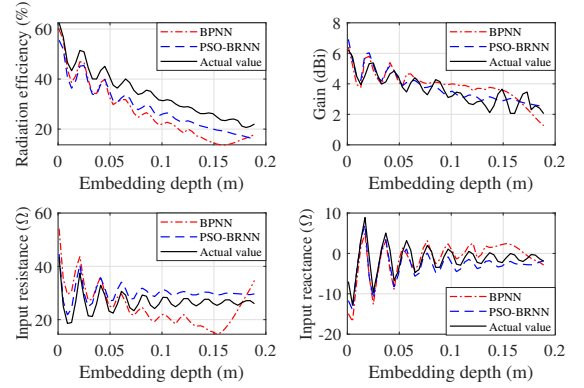 Radiation efficiency (%)
60
40
20
0
0.05
0.1
0.15
0.2
Embedding depth (m)
BPNN
PSO-BRNN
Actual value
Gain (dBi)
8
6
4
2
0
0
0.05
0.1
0.15
0.2
Embedding depth (m)
BPNN
PSO-BRNN
Actual value
Input resistance (Ω)
60
40
20
0
0.05
0.1
0.15
0.2
Embedding depth (m)
BPNN
PSO-BRNN
Actual value
Input reactance (Ω)
10
0
-10
-20
0
0.05
0.1
0.15
0.2
Embedding depth (m)
BPNN
PSO-BRNN
Actual value